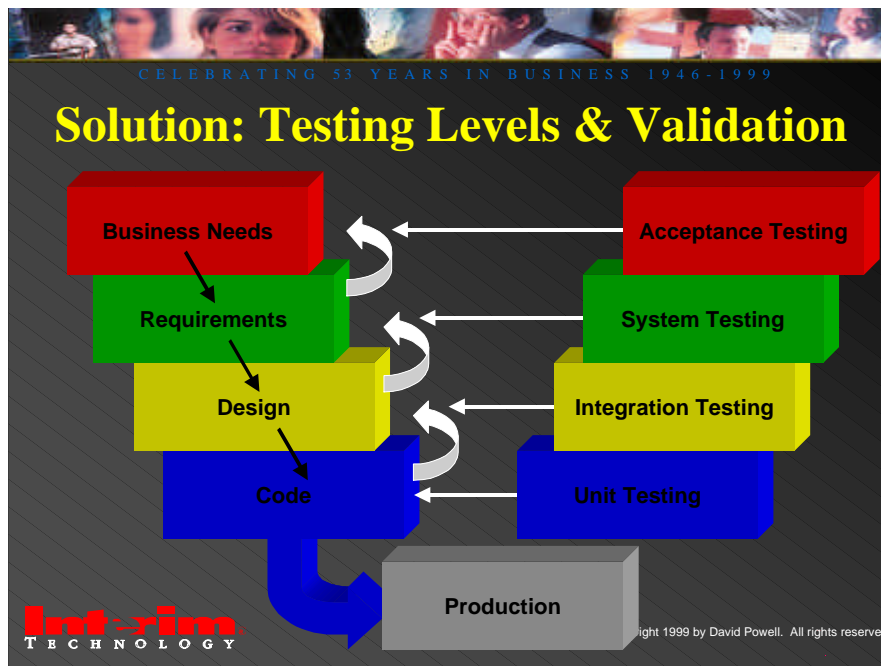 CELEBRATING 53 YEARS IN BUSINESS 1946-1999
Solution: Testing Levels & Validation
Business Needs
Acceptance Testing
Requirements
System Testing
Design
Integration Testing
Code
Unit Testing
Production
Interim
TECHNOLOGY
1999 by David Powell. All rights